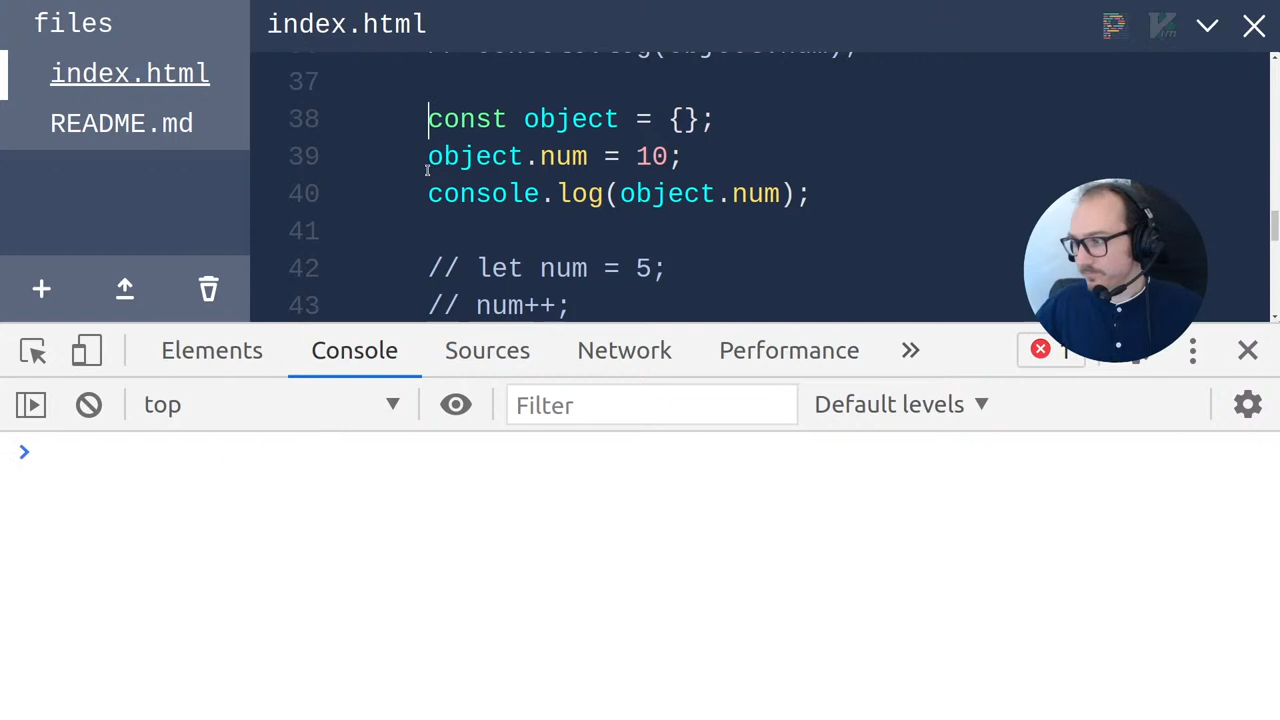 files
index.html
index.html
README.md
37
38 const object = {};
39 object.num = 10;
40 console.log(object.num);
41
42 // let num = 5;
43 // num++;
Elements Console Sources Network Performance » 1
top ▼ Filter Default levels ▼
>